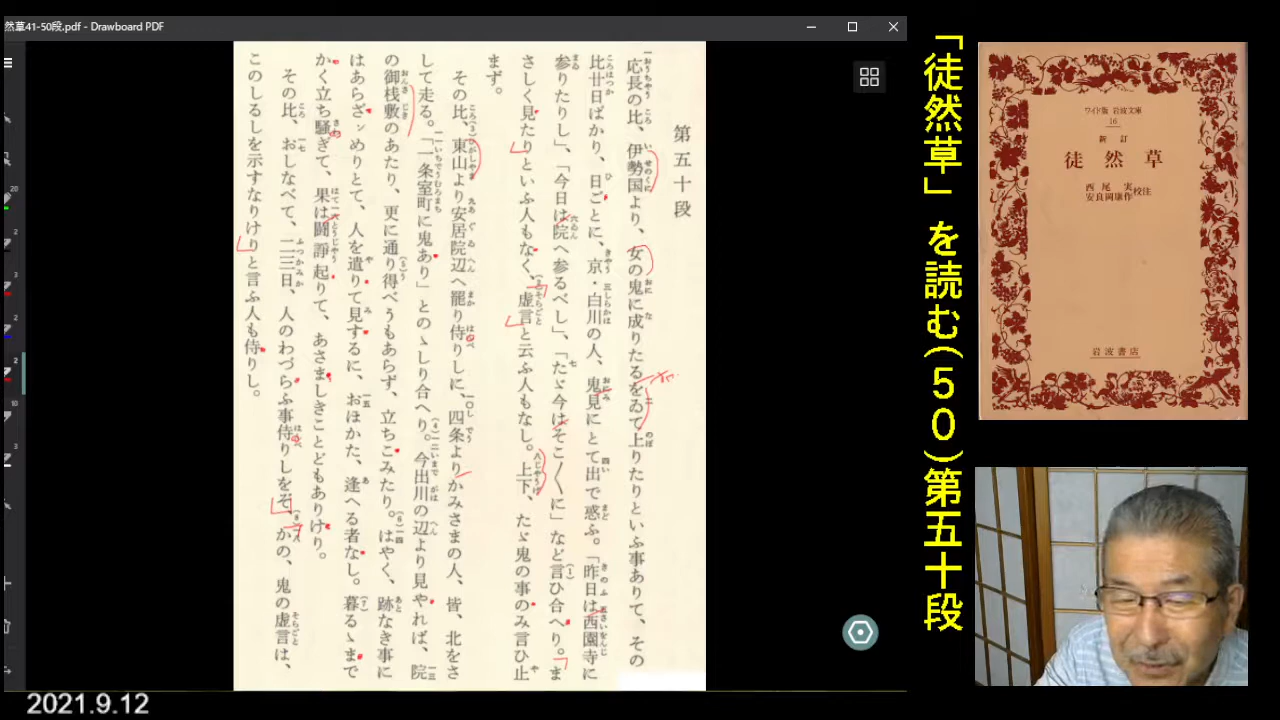 然草41-50段.pdf - Drawboard PDF
第五十段
応長の比、伊勢国より、女の鬼に成りたるをゐて上りたりといふ事ありて、その
比廿日ばかり、日ごとに、京・白川の人、鬼見にとて出で惑ふ。「昨日は西園寺に
参りたりし」、「今日は院へ参るべし」、「たゞ今はそこ〳〵に」など言ひ合へり。ま
さしく見たりといふ人もなく、虚言と云ふ人もなし。上下、たゞ鬼の事のみ言ひ止
まず。
その比、東山より安居院辺へ罷り侍りしに、四条よりかみさまの人、皆、北をさ
して走る。「一条室町に鬼あり」とのゝしり合へり。今出川の辺より見やれば、院
の御桟敷のあたり、更に通り得べうもあらず、立ちこみたり。はやく、跡なき事に
はあらざンめりとて、人を遣りて見するに、おほかた、逢へる者なし。暮るゝまで
かく立ち騒ぎて、果は闘諍起りて、あさましきことどもありけり。
その比、おしなべて、二三日、人のわづらふ事侍りしをぞ、かの、鬼の虚言は、
このしるしを示すなりけりと言ふ人も侍りし。
「徒然草」を読む(50)第五十段
ワイド版 岩波文庫
16
新訂
徒然草
西尾 実
安良岡康作 校注
岩波書店
2021.9.12